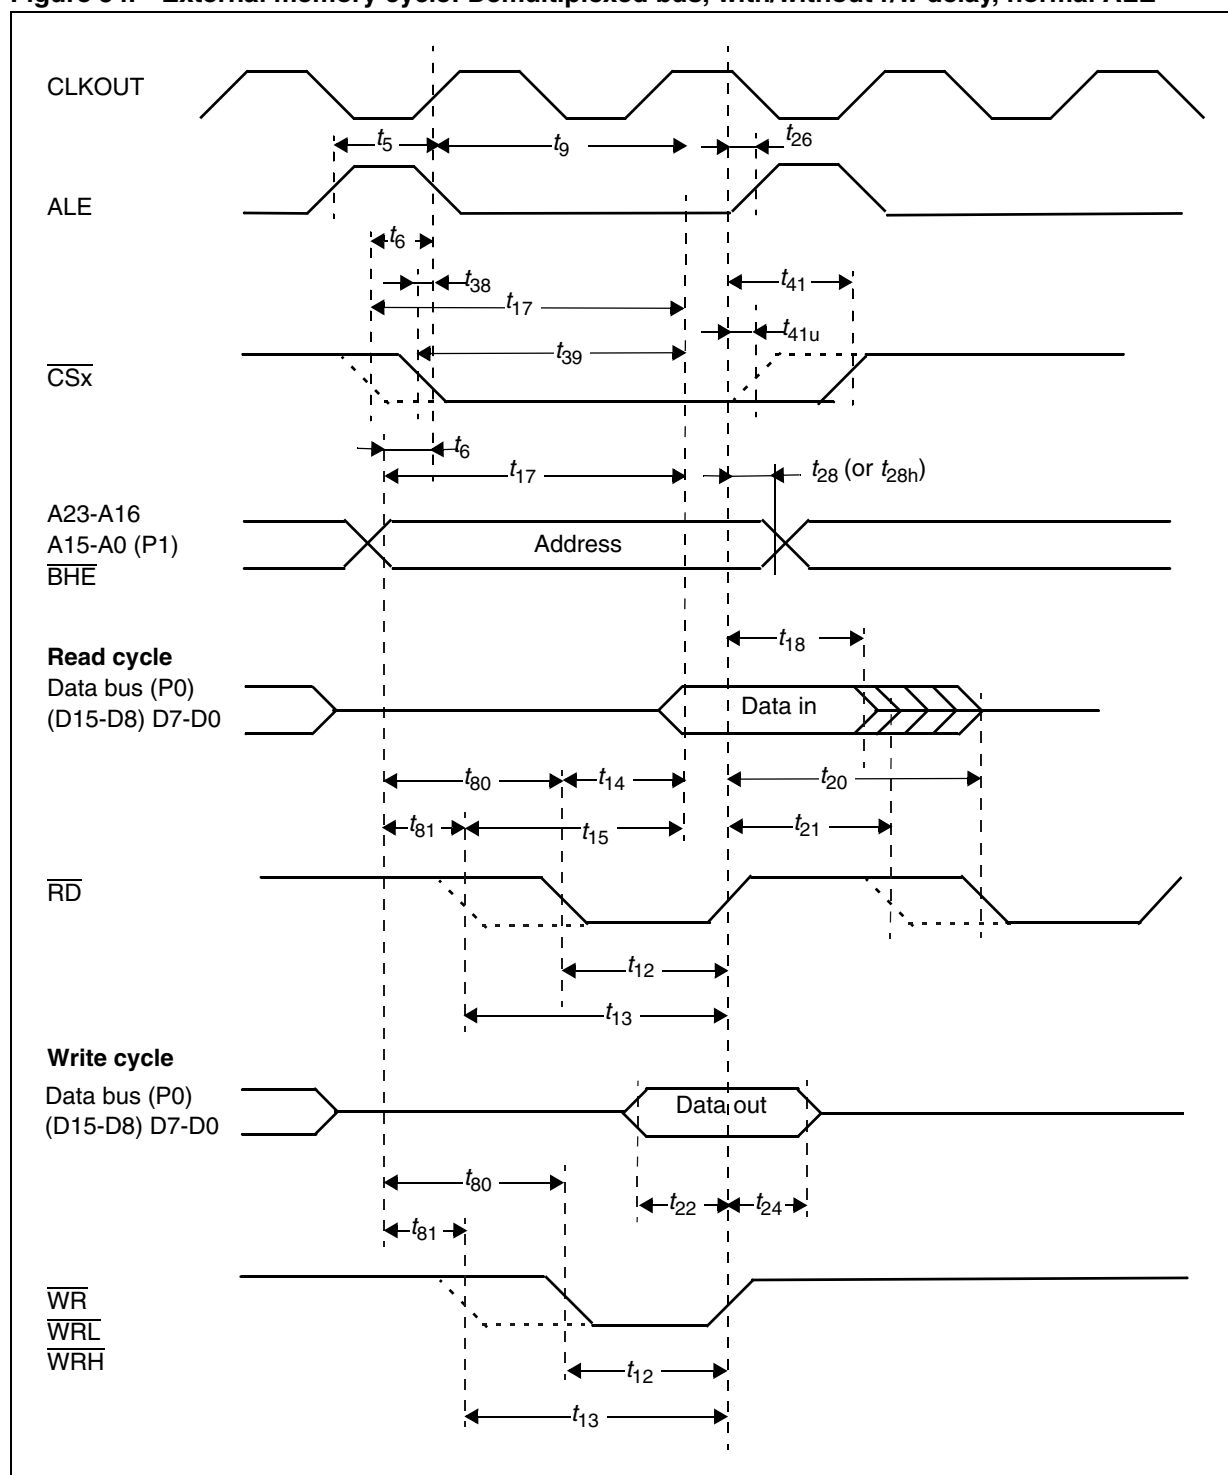 CLKOUT
t5
t9
t26
ALE
t6
t38
t41
t17
t41u
t39
CSx
t6
t17
t28 (or t28h)
A23-A16
A15-A0 (P1)
Address
BHE
t18
Read cycle
Data bus (P0)
Data in
(D15-D8) D7-D0
t80
t14
t20
t81
t15
t21
RD
t12
t13
Write cycle
Data bus (P0)
Data out
(D15-D8) D7-D0
t80
t22
t24
t81
WR
WRL
WRH
t12
t13